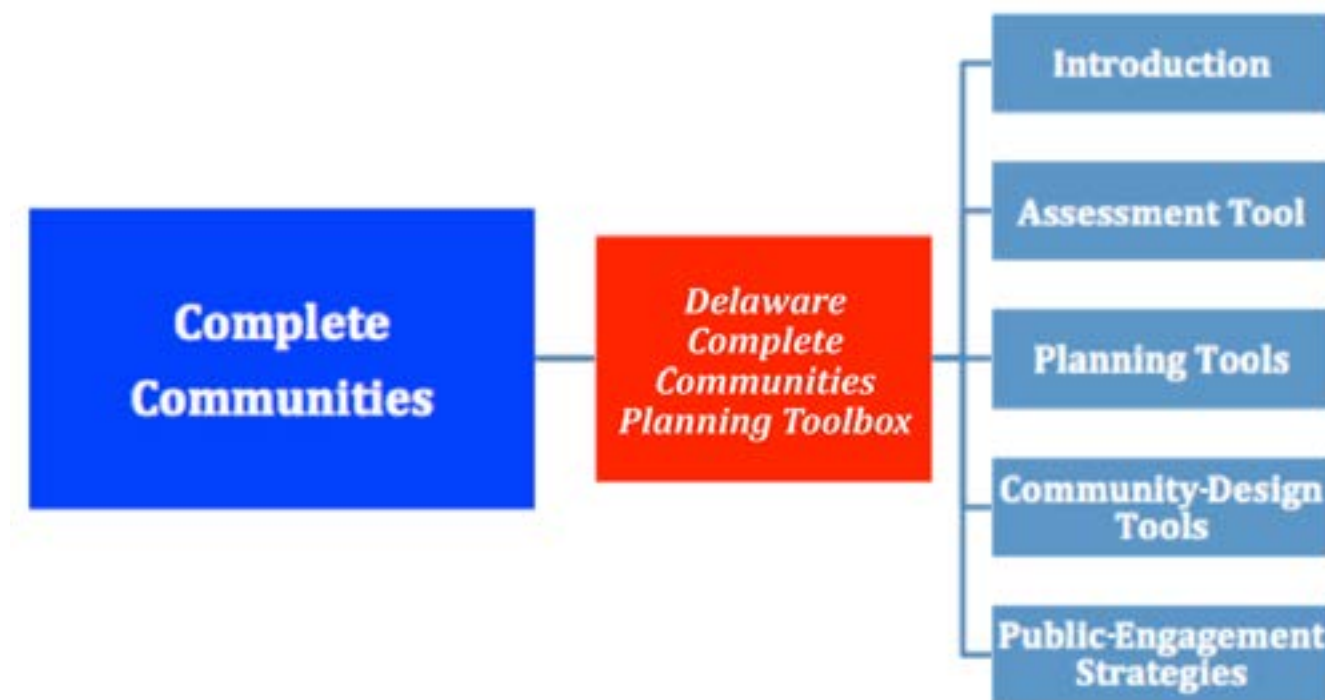 Complete
Communities
Delaware
Complete
Communities
Planning Toolbox
Introduction
Assessment Tool
Planning Tools
Community-Design
Tools
Public-Engagement
Strategies